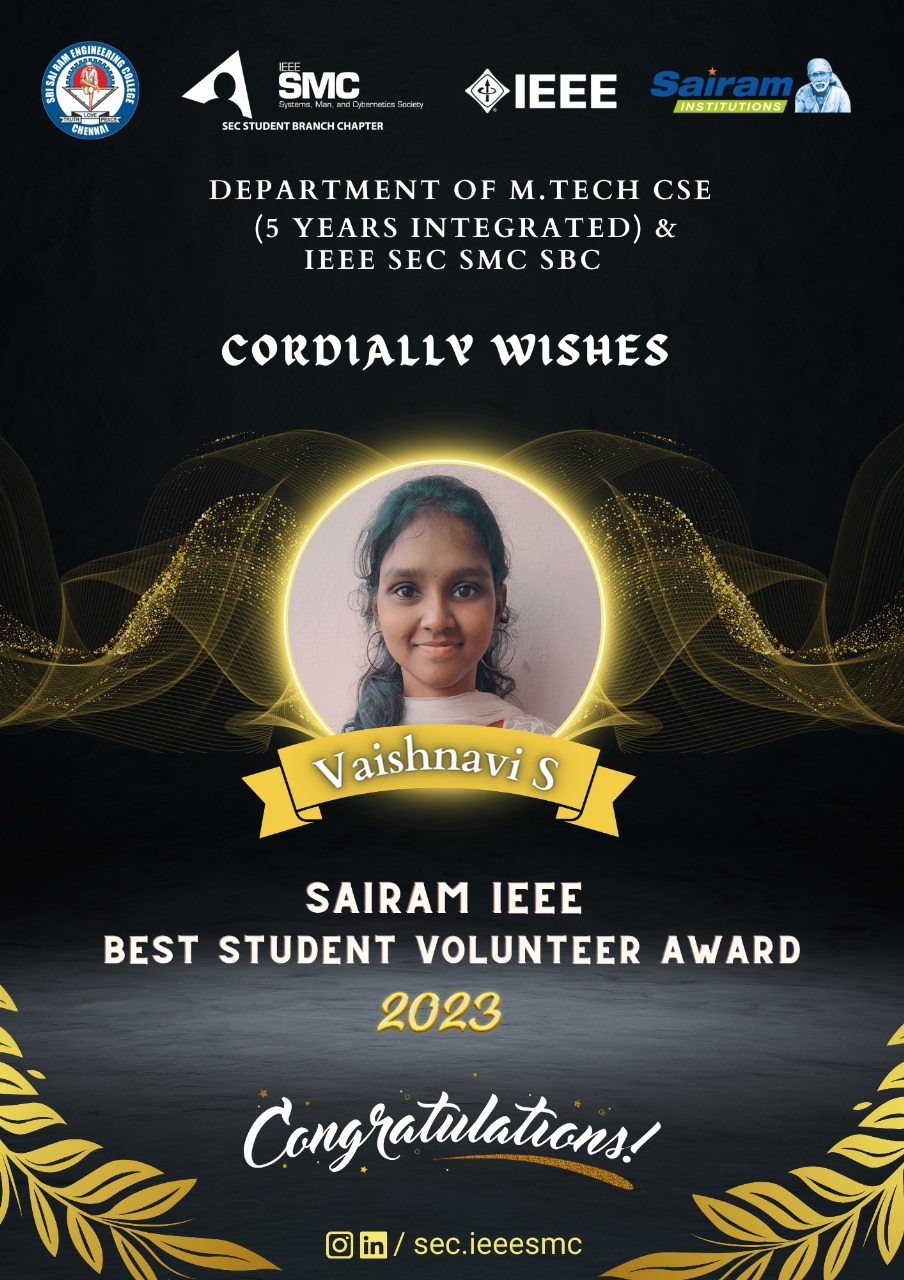 SRI SAI RAM ENGINEERING COLLEGE
TRUTH LOVE PEACE
CHENNAI
IEEE
SMC
Systems, Man, and Cybernetics Society
SEC STUDENT BRANCH CHAPTER
IEEE
Sairam
INSTITUTIONS
DEPARTMENT OF M.TECH CSE
(5 YEARS INTEGRATED) &
IEEE SEC SMC SBC
CORDIALLY WISHES
Vaishnavi S
SAIRAM IEEE
BEST STUDENT VOLUNTEER AWARD
2023
Congratulations!
/ sec.ieeesmc